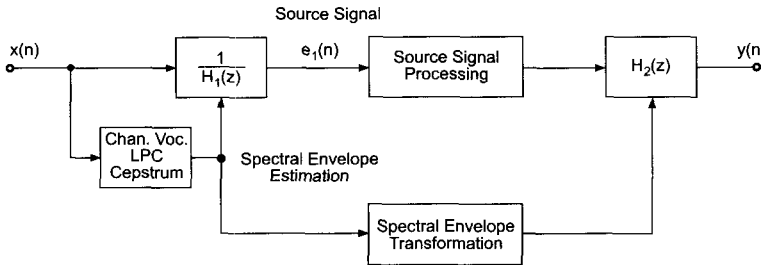 Source Signal
x(n)
1
H₁(z)
e₁(n)
Source Signal
Processing
H₂(z)
y(n
Chan. Voc.
LPC
Cepstrum
Spectral Envelope
Estimation
Spectral Envelope
Transformation